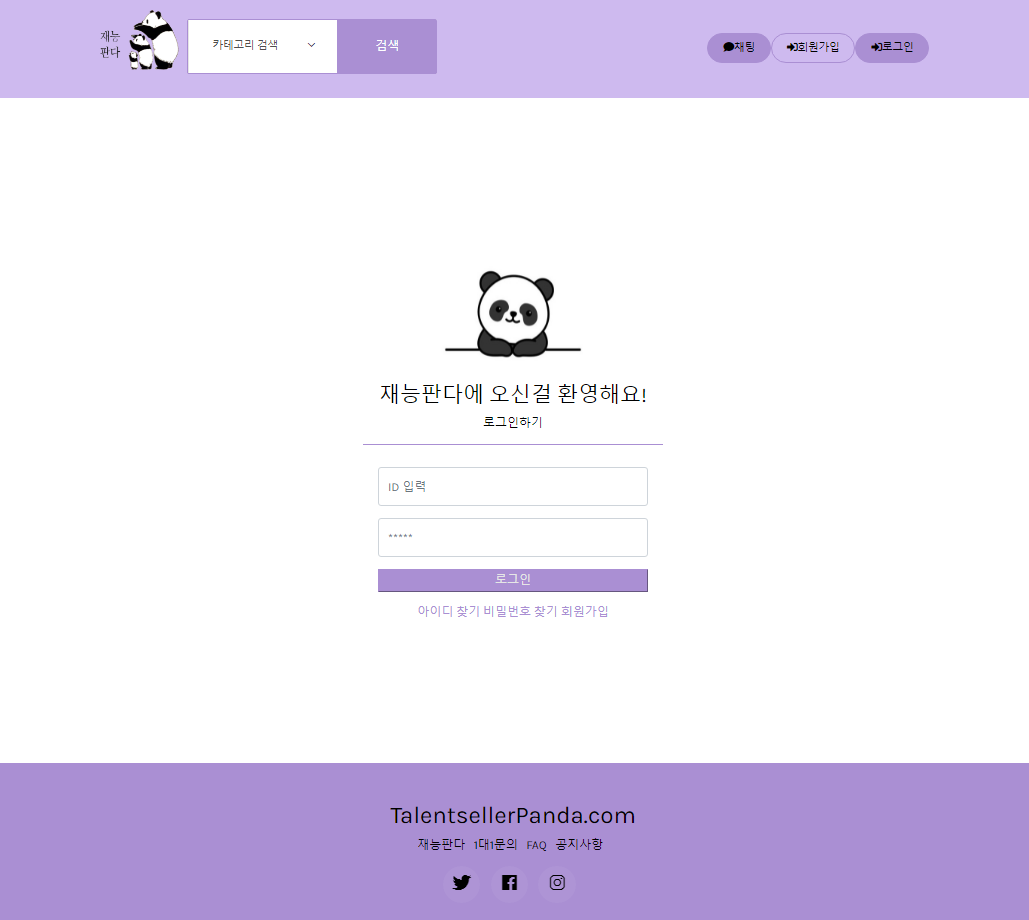 재능
판다
카테고리 검색
검색
채팅
회원가입
로그인
재능판다에 오신걸 환영해요!
로그인하기
ID 입력
*****
로그인
아이디 찾기 비밀번호 찾기 회원가입
TalentsellerPanda.com
재능판다 1대1문의 FAQ 공지사항